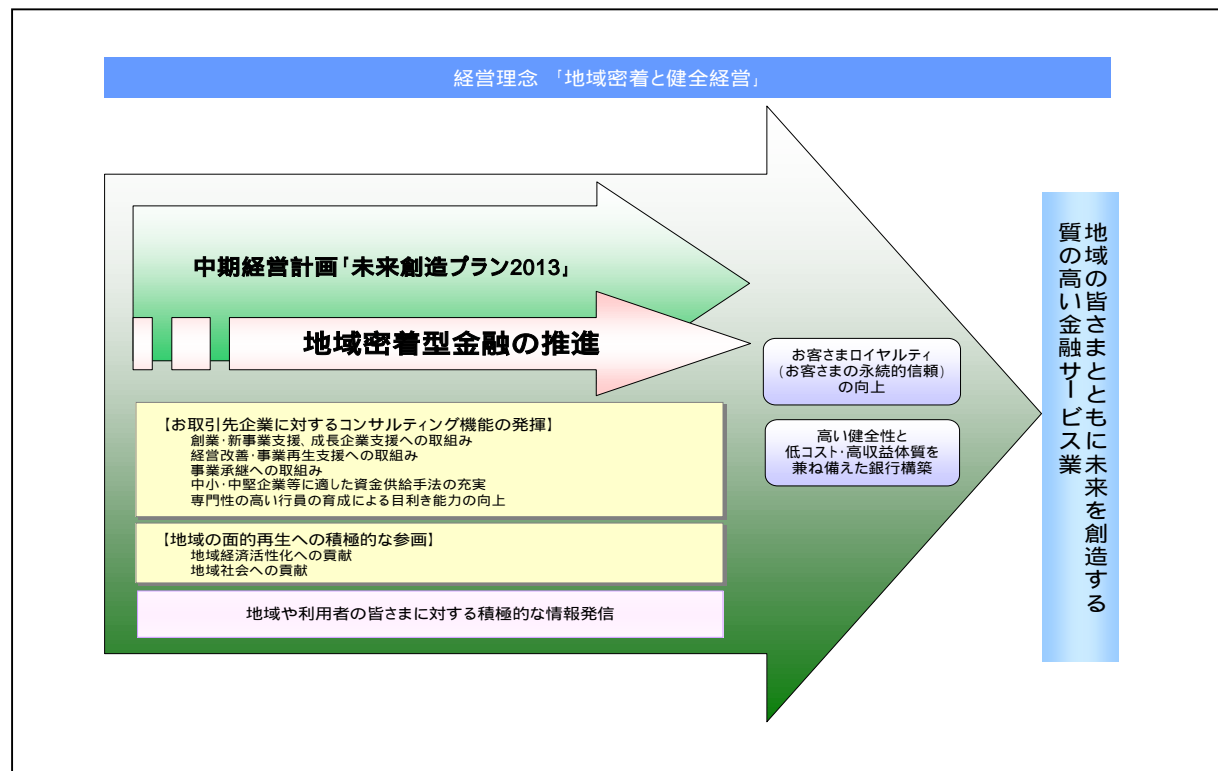 経営理念 「地域密着と健全経営」
中期経営計画「未来創造プラン2013」
地域密着型金融の推進
【お取引先企業に対するコンサルティング機能の発揮】
創業・新事業支援、成長企業支援への取組み
経営改善・事業再生支援への取組み
事業承継への取組み
中小・中堅企業等に適した資金供給手法の充実
専門性の高い行員の育成による目利き能力の向上
【地域の面的再生への積極的な参画】
地域経済活性化への貢献
地域社会への貢献
地域や利用者の皆さまに対する積極的な情報発信
お客さまロイヤルティ
(お客さまの永続的信頼)
の向上
高い健全性と
低コスト・高収益体質を
兼ね備えた銀行構築
地域の皆さまとともに未来を創造する
質の高い金融サービス業